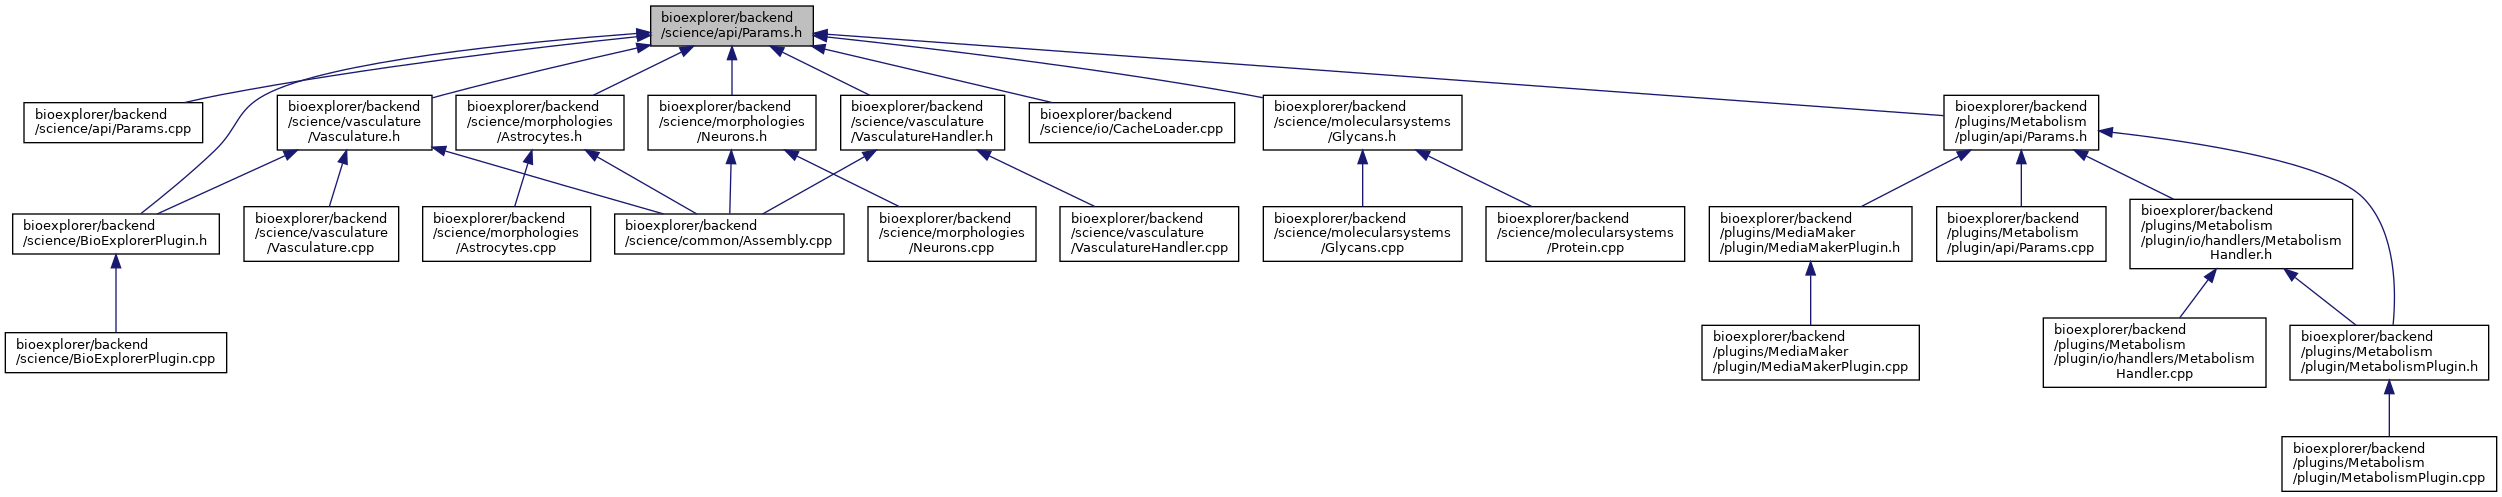 bioexplorer/backend
/science/api/Params.h
bioexplorer/backend
/science/api/Params.cpp
bioexplorer/backend
/science/vasculature
/Vasculature.h
bioexplorer/backend
/science/morphologies
/Astrocytes.h
bioexplorer/backend
/science/morphologies
/Neurons.h
bioexplorer/backend
/science/vasculature
/VasculatureHandler.h
bioexplorer/backend
/science/io/CacheLoader.cpp
bioexplorer/backend
/science/molecularsystems
/Glycans.h
bioexplorer/backend
/plugins/Metabolism
/plugin/api/Params.h
bioexplorer/backend
/science/BioExplorerPlugin.h
bioexplorer/backend
/science/vasculature
/Vasculature.cpp
bioexplorer/backend
/science/morphologies
/Astrocytes.cpp
bioexplorer/backend
/science/common/Assembly.cpp
bioexplorer/backend
/science/morphologies
/Neurons.cpp
bioexplorer/backend
/science/vasculature
/VasculatureHandler.cpp
bioexplorer/backend
/science/molecularsystems
/Glycans.cpp
bioexplorer/backend
/science/molecularsystems
/Protein.cpp
bioexplorer/backend
/plugins/MediaMaker
/plugin/MediaMakerPlugin.h
bioexplorer/backend
/plugins/Metabolism
/plugin/api/Params.cpp
bioexplorer/backend
/plugins/Metabolism
/plugin/io/handlers/Metabolism
Handler.h
bioexplorer/backend
/science/BioExplorerPlugin.cpp
bioexplorer/backend
/plugins/MediaMaker
/plugin/MediaMakerPlugin.cpp
bioexplorer/backend
/plugins/Metabolism
/plugin/io/handlers/Metabolism
Handler.cpp
bioexplorer/backend
/plugins/Metabolism
/plugin/MetabolismPlugin.h
bioexplorer/backend
/plugins/Metabolism
/plugin/MetabolismPlugin.cpp